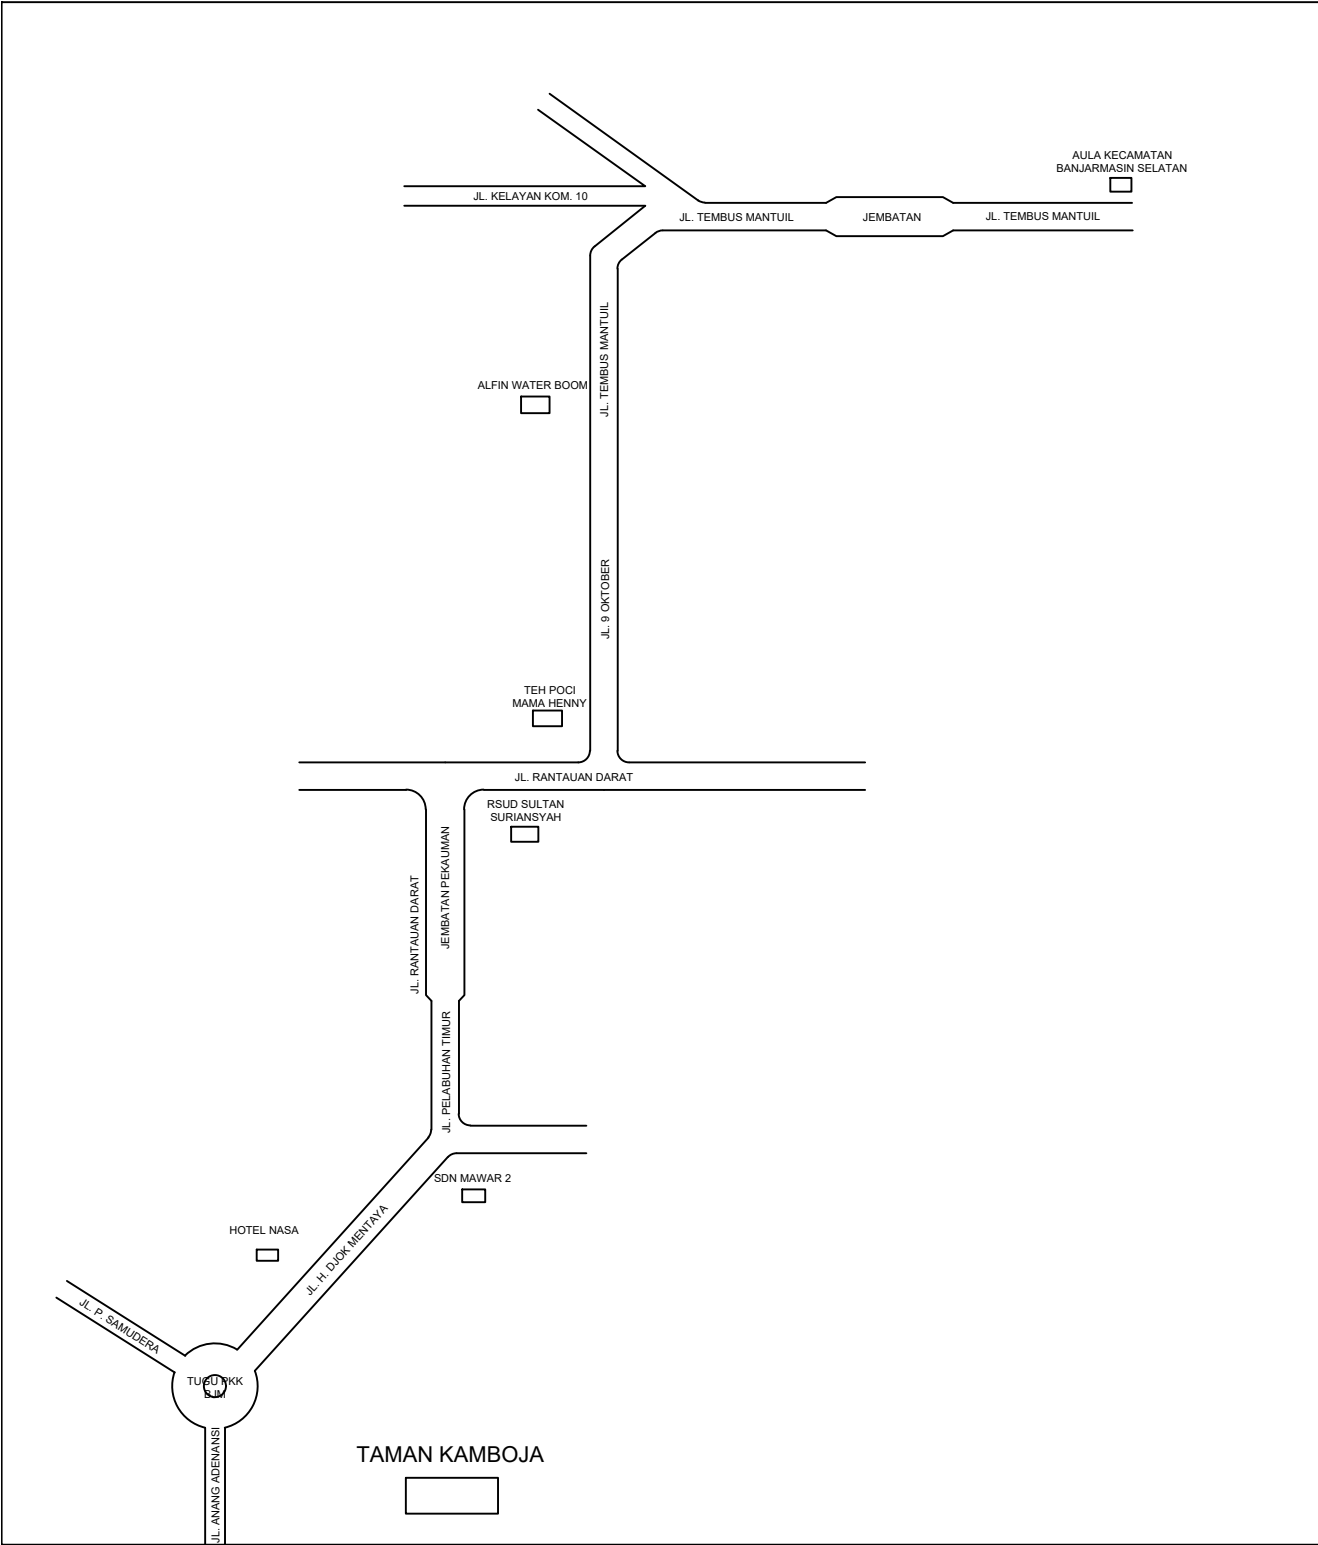 AULA KECAMATAN
BANJARMASIN SELATAN
JL. KELAYAN KOM. 10
JL. TEMBUS MANTUIL
JEMBATAN
JL. TEMBUS MANTUIL
JL. TEMBUS MANTUIL
ALFIN WATER BOOM
JL. 9 OKTOBER
TEH POCI
MAMA HENNY
JL. RANTAUAN DARAT
RSUD SULTAN
SURIANSYAH
JEMBATAN PEKAUMAN
JL. RANTAUAN DARAT
JL. PELABUHAN TIMUR
SDN MAWAR 2
HOTEL NASA
JL. H. DJOK MENTAYA
JL. P. SAMUDERA
TUGU PKK
BJM
JL. ANANG ADENANSI
TAMAN KAMBOJA